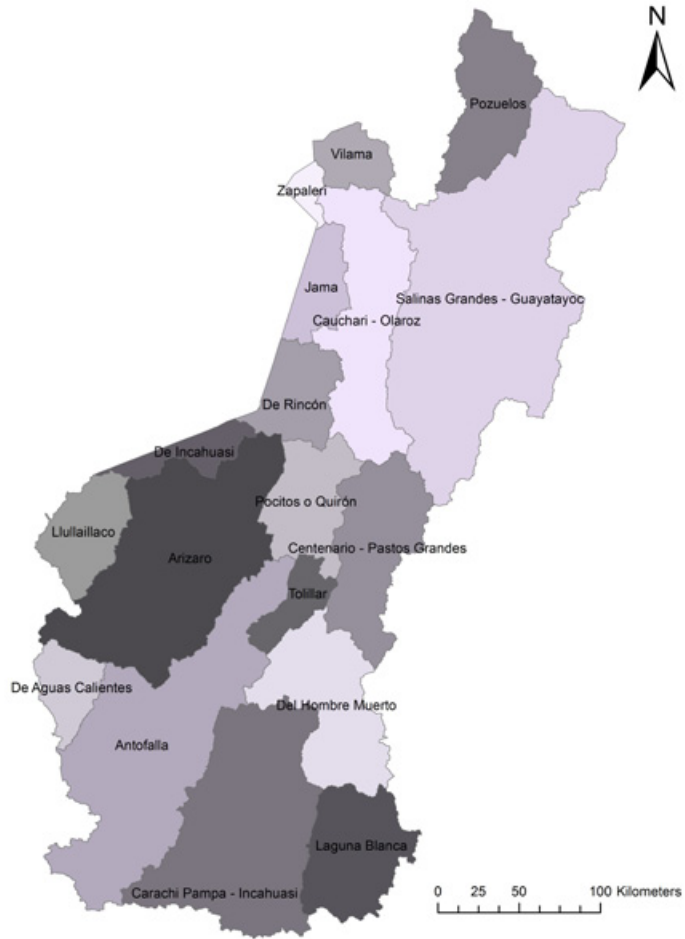 N
Pozuelos
Vilama
Zapaleri
Jama
Salinas Grandes - Guayatayoc
Cauchari - Olaroz
De Rincón
De Incahuasi
Pocitos o Quirón
Llullaillaco
Centenario - Pastos Grandes
Arizaro
Tolillar
De Aguas Calientes
Del Hombre Muerto
Antofalla
Laguna Blanca
Carachi Pampa - Incahuasi
0 25 50 100 Kilometers